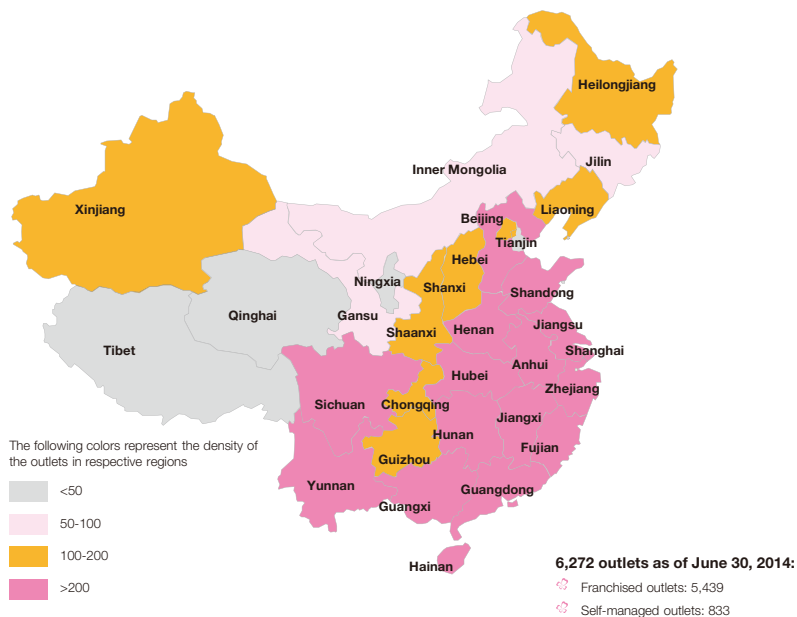 Heilongjiang
Jilin
Inner Mongolia
Xinjiang
Liaoning
Beijing
Tianjin
Hebei
Ningxia
Shanxi
Shandong
Qinghai
Gansu
Shaanxi
Henan
Jiangsu
Tibet
Shanghai
Anhui
Hubei
Zhejiang
Sichuan
Chongqing
Jiangxi
Hunan
Fujian
Guizhou
Yunnan
Guangdong
Guangxi
Hainan
The following colors represent the density of
the outlets in respective regions
<50
50-100
100-200
>200
6,272 outlets as of June 30, 2014:
Franchised outlets: 5,439
Self-managed outlets: 833